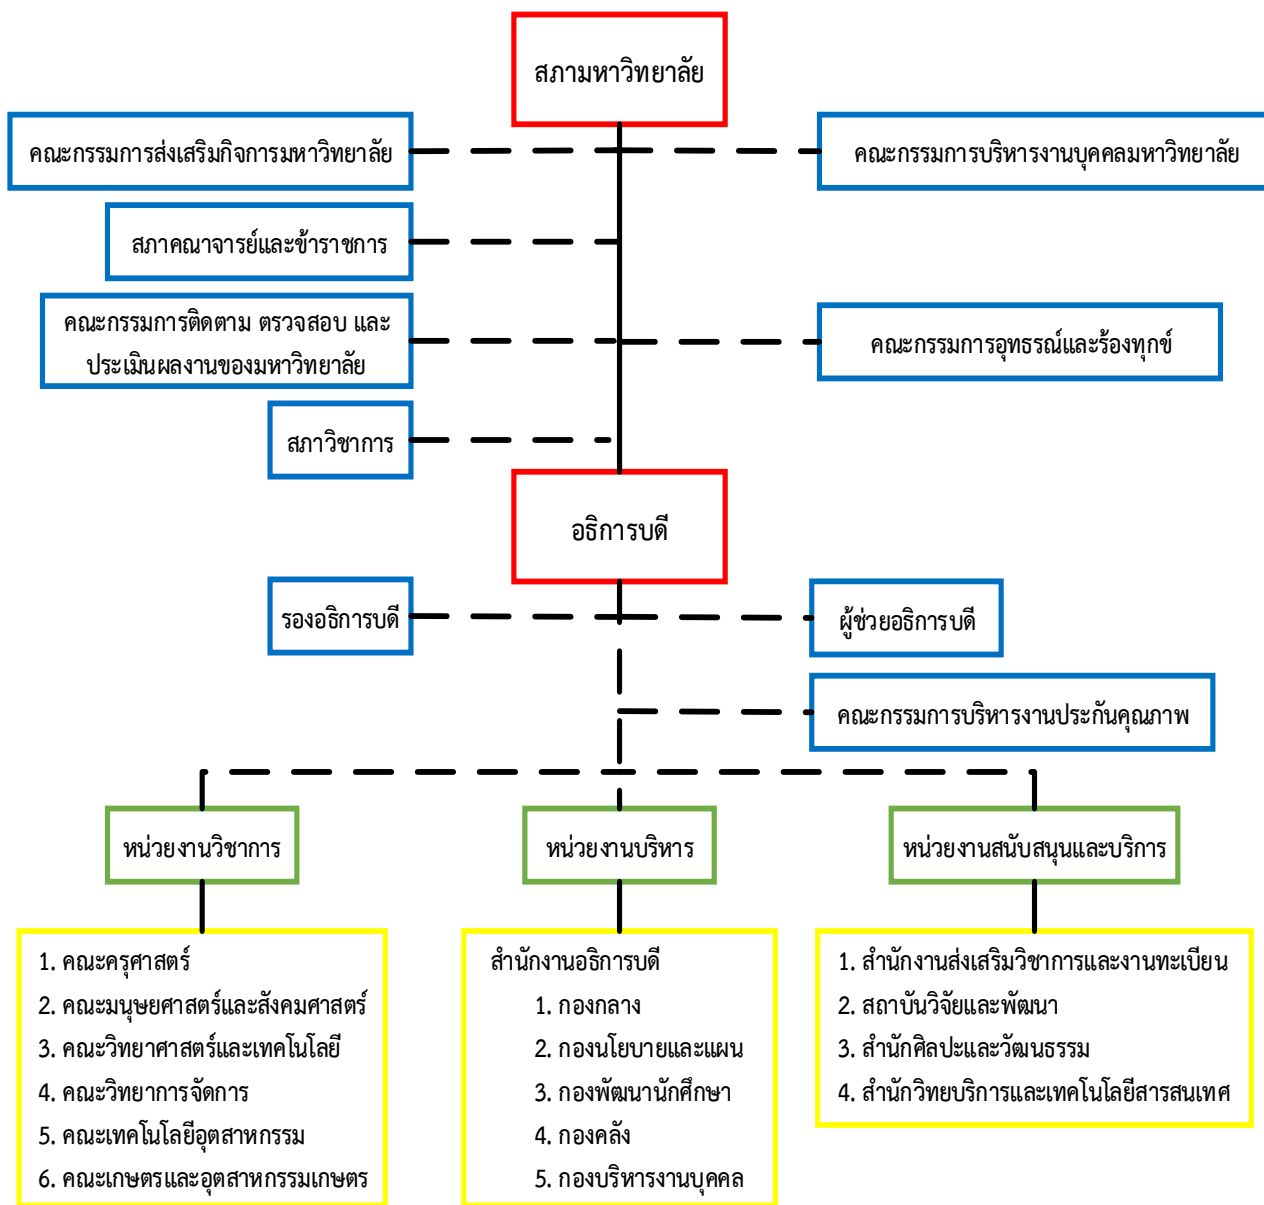 สภามหาวิทยาลัย
คณะกรรมการส่งเสริมกิจการมหาวิทยาลัย
คณะกรรมการบริหารงานบุคคลมหาวิทยาลัย
สภาคณาจารย์และข้าราชการ
คณะกรรมการติดตาม ตรวจสอบ และ
ประเมินผลงานของมหาวิทยาลัย
คณะกรรมการอุทธรณ์และร้องทุกข์
สภาวิชาการ
อธิการบดี
รองอธิการบดี
ผู้ช่วยอธิการบดี
คณะกรรมการบริหารงานประกันคุณภาพ
หน่วยงานวิชาการ
หน่วยงานบริหาร
หน่วยงานสนับสนุนและบริการ
1. คณะครุศาสตร์
2. คณะมนุษยศาสตร์และสังคมศาสตร์
3. คณะวิทยาศาสตร์และเทคโนโลยี
4. คณะวิทยาการจัดการ
5. คณะเทคโนโลยีอุตสาหกรรม
6. คณะเกษตรและอุตสาหกรรมเกษตร
สำนักงานอธิการบดี
1. กองกลาง
2. กองนโยบายและแผน
3. กองพัฒนานักศึกษา
4. กองคลัง
5. กองบริหารงานบุคคล
1. สำนักงานส่งเสริมวิชาการและงานทะเบียน
2. สถาบันวิจัยและพัฒนา
3. สำนักศิลปะและวัฒนธรรม
4. สำนักวิทยบริการและเทคโนโลยีสารสนเทศ